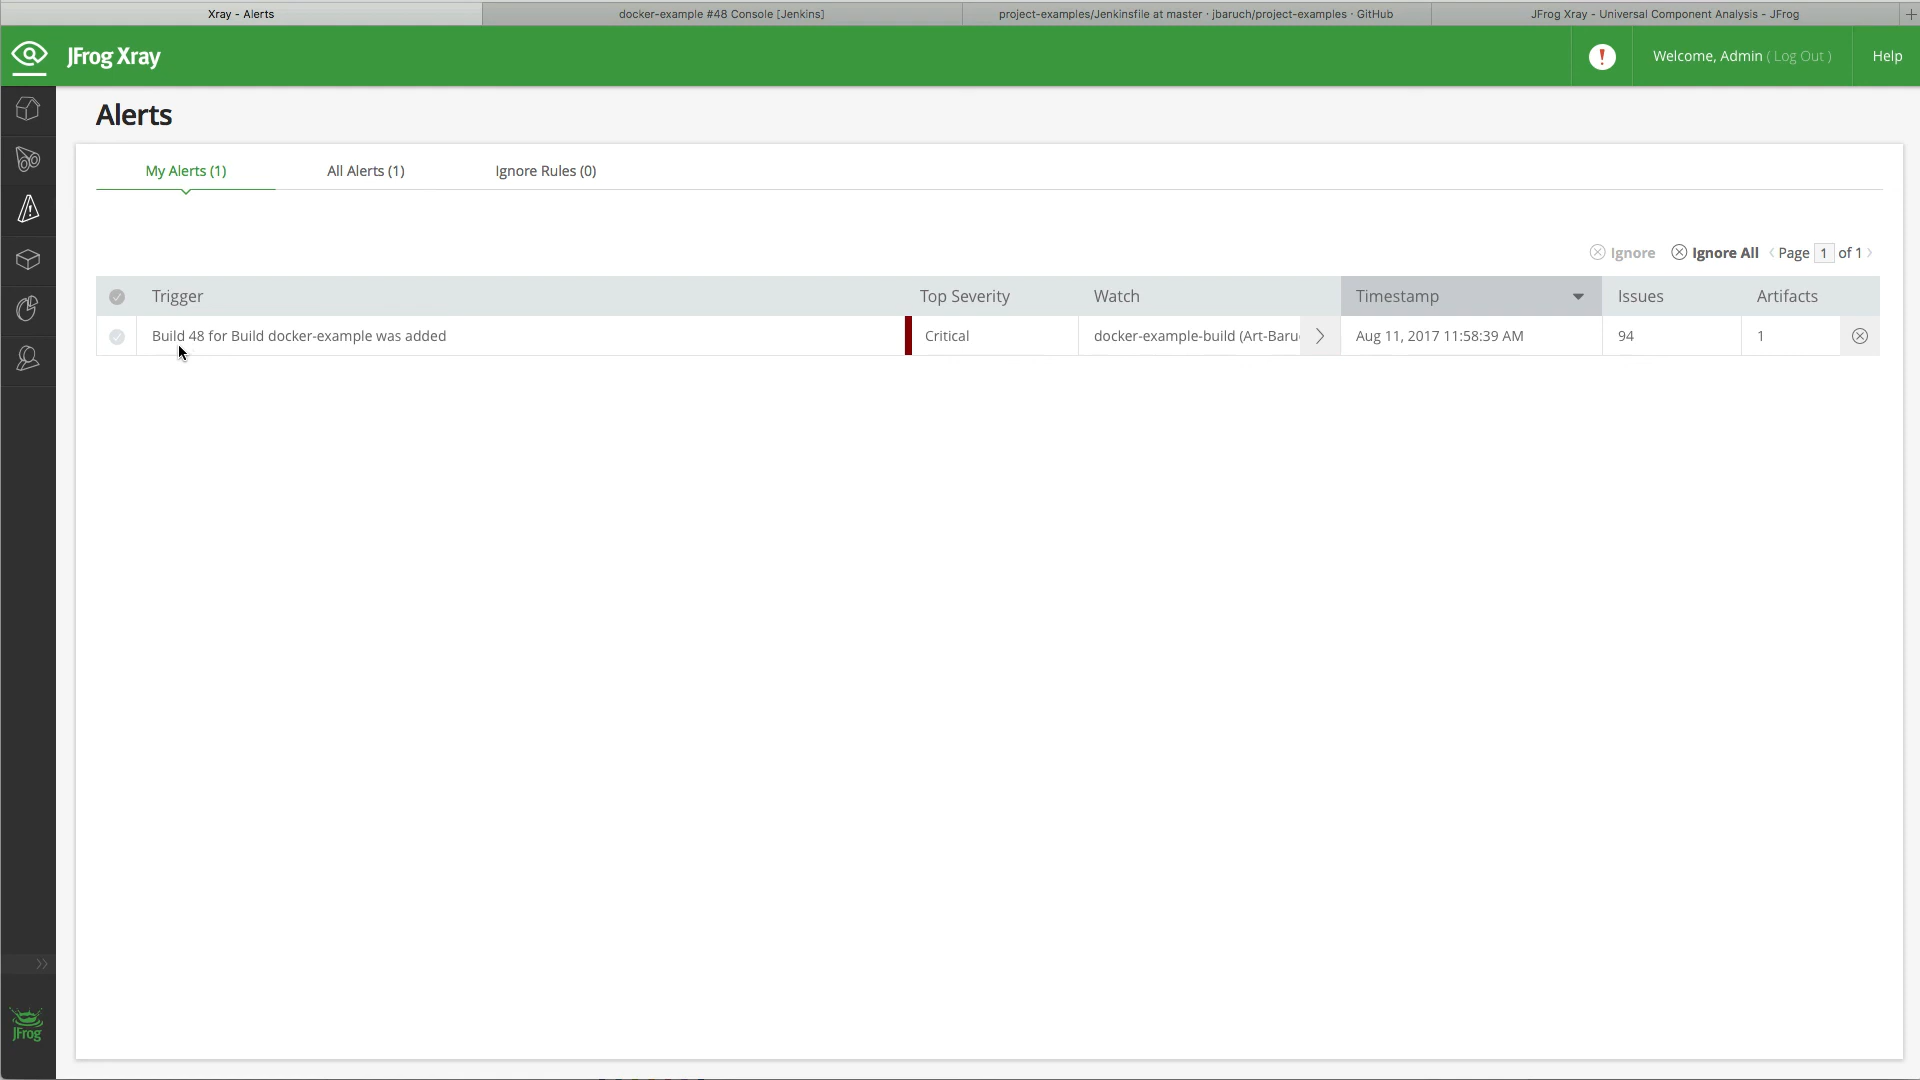 Xray - Alerts
docker-example #48 Console [Jenkins]
project-examples/Jenkinsfile at master · jbaruch/project-examples · GitHub
JFrog Xray - Universal Component Analysis - JFrog
JFrog Xray
Welcome, Admin ( Log Out )
Help
Alerts
My Alerts (1)
All Alerts (1)
Ignore Rules (0)
Ignore
Ignore All
Page 1 of 1
Trigger
Top Severity
Watch
Timestamp
Issues
Artifacts
Build 48 for Build docker-example was added
Critical
docker-example-build (Art-Baru
Aug 11, 2017 11:58:39 AM
94
1
JFrog